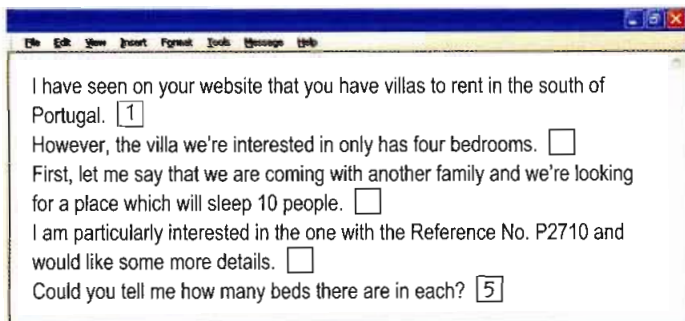 File Edit View Insert Format Tools Message Help
I have seen on your website that you have villas to rent in the south of
Portugal. 1
However, the villa we're interested in only has four bedrooms.
First, let me say that we are coming with another family and we're looking
for a place which will sleep 10 people.
I am particularly interested in the one with the Reference No. P2710 and
would like some more details.
Could you tell me how many beds there are in each? 5